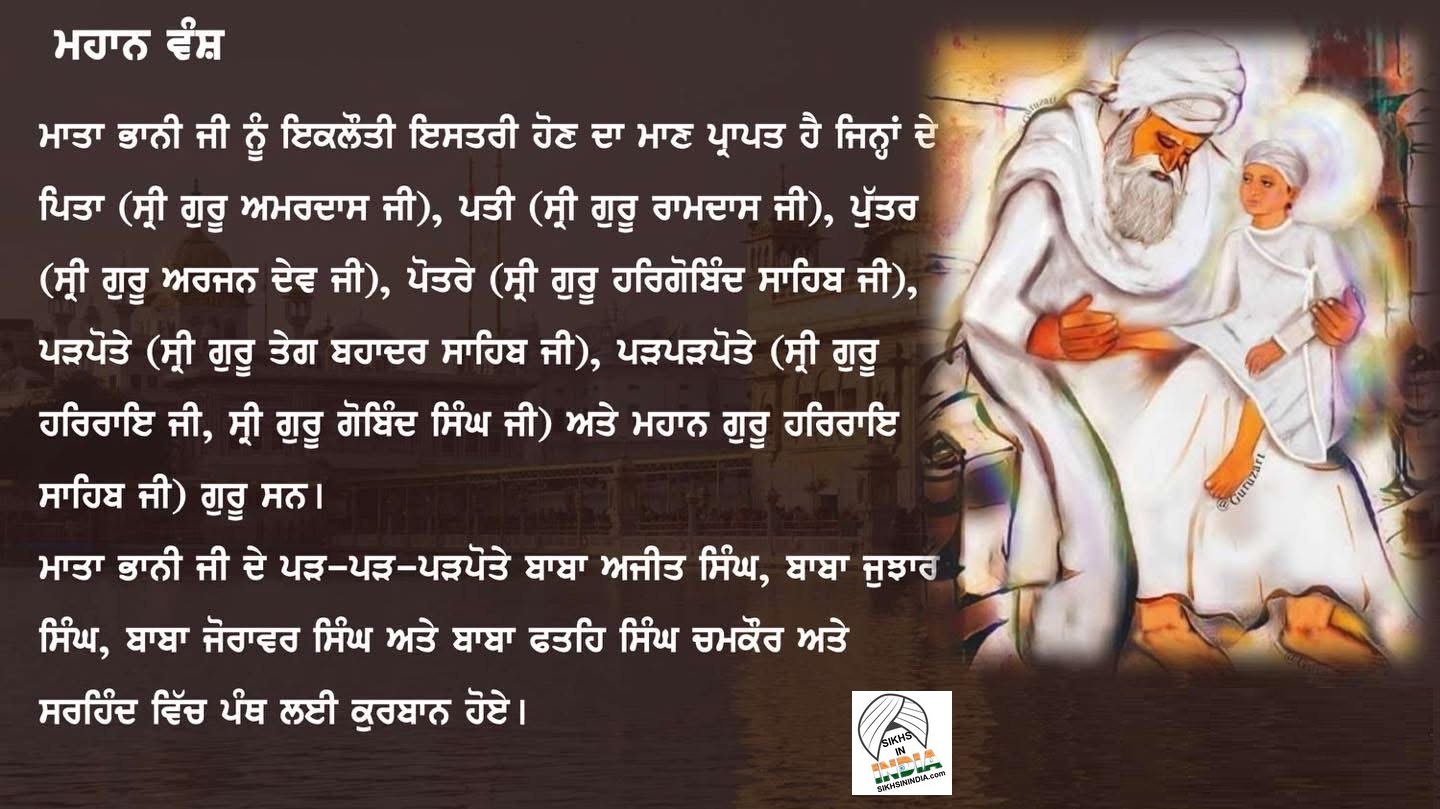 ਮਹਾਨ ਵੰਸ਼
ਮਾਤਾ ਭਾਨੀ ਜੀ ਨੂੰ ਇਕਲੌਤੀ ਇਸਤਰੀ ਹੋਣ ਦਾ ਮਾਣ ਪ੍ਰਾਪਤ ਹੈ ਜਿਨ੍ਹਾਂ ਦੇ
ਪਿਤਾ (ਸ੍ਰੀ ਗੁਰੂ ਅਮਰਦਾਸ ਜੀ), ਪਤੀ (ਸ੍ਰੀ ਗੁਰੂ ਰਾਮਦਾਸ ਜੀ), ਪੁੱਤਰ
(ਸ੍ਰੀ ਗੁਰੂ ਅਰਜਨ ਦੇਵ ਜੀ), ਪੋਤਰੇ (ਸ੍ਰੀ ਗੁਰੂ ਹਰਿਗੋਬਿੰਦ ਸਾਹਿਬ ਜੀ),
ਪੜਪੋਤੇ (ਸ੍ਰੀ ਗੁਰੂ ਤੇਗ ਬਹਾਦਰ ਸਾਹਿਬ ਜੀ), ਪੜਪੜਪੋਤੇ (ਸ੍ਰੀ ਗੁਰੂ
ਹਰਿਰਾਇ ਜੀ, ਸ੍ਰੀ ਗੁਰੂ ਗੋਬਿੰਦ ਸਿੰਘ ਜੀ) ਅਤੇ ਮਹਾਨ ਗੁਰੂ ਹਰਿਰਾਇ
ਸਾਹਿਬ ਜੀ) ਗੁਰੂ ਸਨ।
ਮਾਤਾ ਭਾਨੀ ਜੀ ਦੇ ਪੜ-ਪੜ-ਪੜਪੋਤੇ ਬਾਬਾ ਅਜੀਤ ਸਿੰਘ, ਬਾਬਾ ਜੁਝਾਰ
ਸਿੰਘ, ਬਾਬਾ ਜੋਰਾਵਰ ਸਿੰਘ ਅਤੇ ਬਾਬਾ ਫਤਹਿ ਸਿੰਘ ਚਮਕੌਰ ਅਤੇ
ਸਰਹਿੰਦ ਵਿੱਚ ਪੰਥ ਲਈ ਕੁਰਬਾਨ ਹੋਏ।
@Guruzart
SIKHS
IN
INDIA
SIKHSININDIA.com